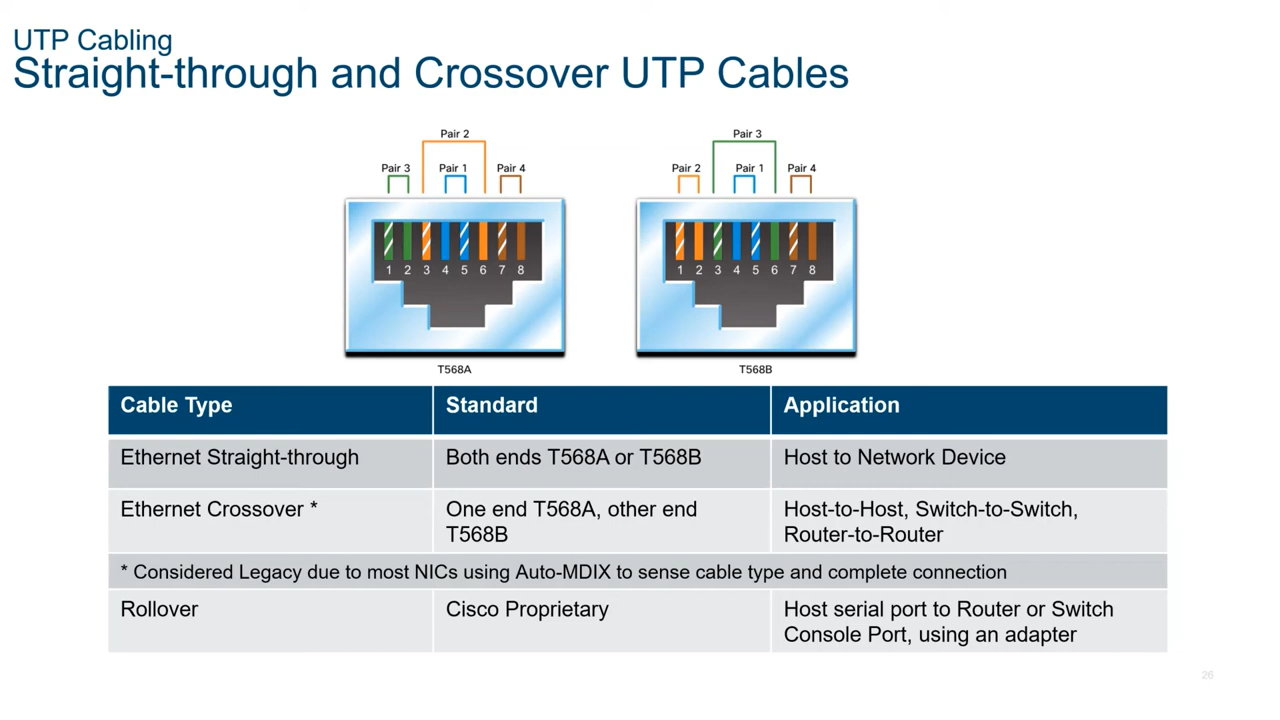 UTP Cabling
Straight-through and Crossover UTP Cables
Pair 2
Pair 3 Pair 1 Pair 4
1 2 3 4 5 6 7 8
T568A
Pair 3
Pair 2 Pair 1 Pair 4
1 2 3 4 5 6 7 8
T568B
Cable Type Standard Application
Ethernet Straight-through Both ends T568A or T568B Host to Network Device
Ethernet Crossover * One end T568A, other end Host-to-Host, Switch-to-Switch,
T568B Router-to-Router
* Considered Legacy due to most NICs using Auto-MDIX to sense cable type and complete connection
Rollover Cisco Proprietary Host serial port to Router or Switch
Console Port, using an adapter
26